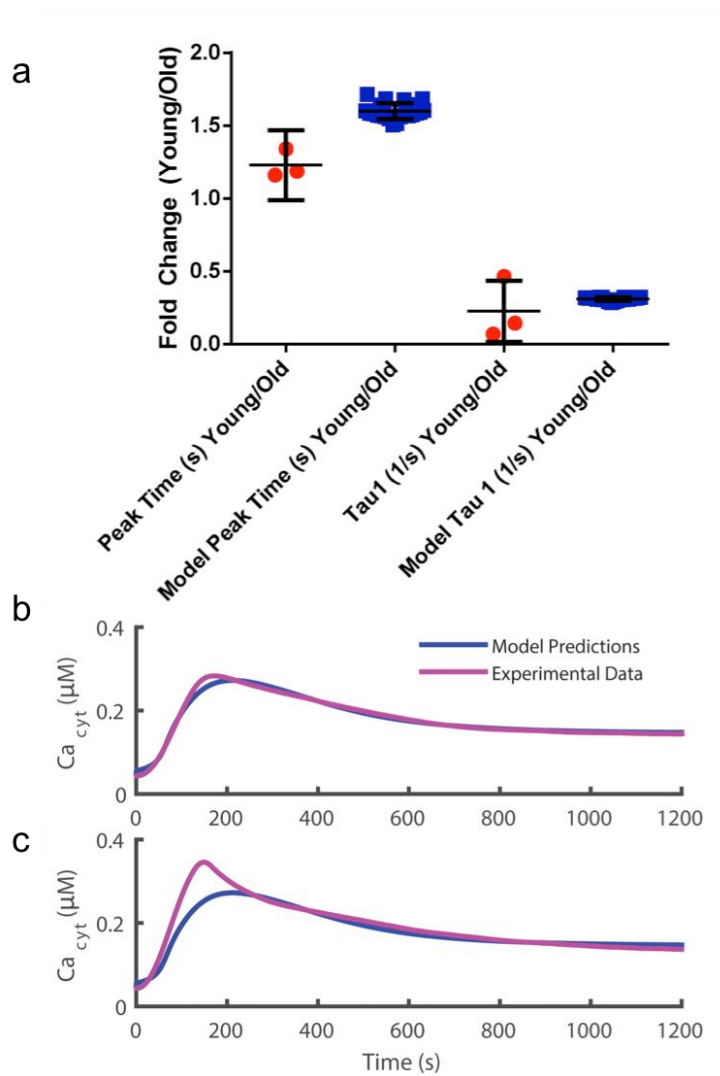 a
Fold Change (Young/Old)
2.0
1.5
1.0
0.5
0.0
Peak Time (s) Young/Old
Model Peak Time (s) Young/Old
Tau1 (1/s) Young/Old
Model Tau 1 (1/s) Young/Old
b
Ca cyt (µM)
0.4
0.2
0
Model Predictions
Experimental Data
0 200 400 600 800 1000 1200
c
Ca cyt (µM)
0.4
0.2
0
0 200 400 600 800 1000 1200
Time (s)